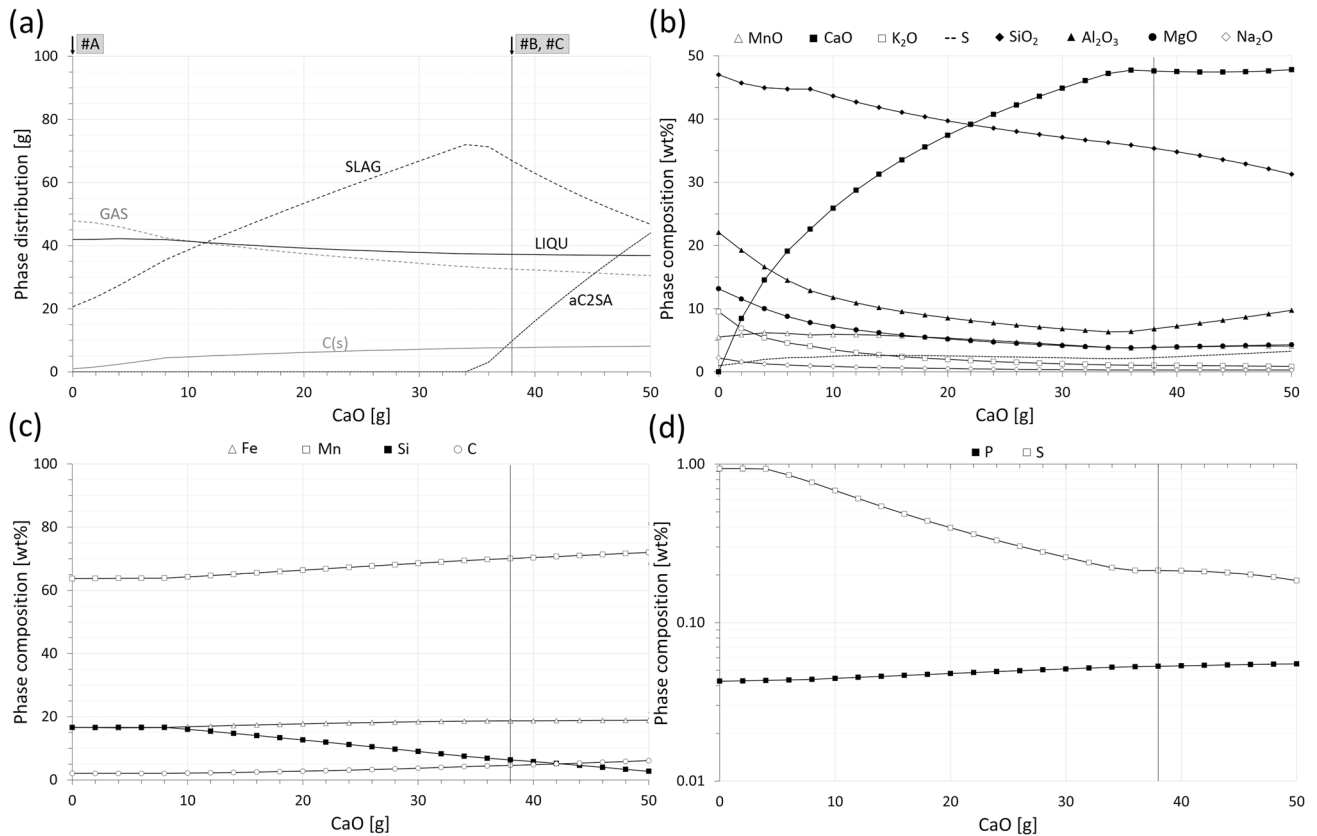 (a)
#A
#B, #C
100
80
60
40
20
0
Phase distribution [g]
SLAG
GAS
LIQU
aC2SA
C(s)
0 10 20 30 40 50
CaO [g]
(b)
MnO CaO K₂O S SiO₂ Al₂O₃ MgO Na₂O
50
40
30
20
10
0
Phase composition [wt%]
0 10 20 30 40 50
CaO [g]
(c)
Fe Mn Si C
100
80
60
40
20
0
Phase composition [wt%]
0 10 20 30 40 50
CaO [g]
(d)
P S
1.00
0.10
0.01
Phase composition [wt%]
0 10 20 30 40 50
CaO [g]